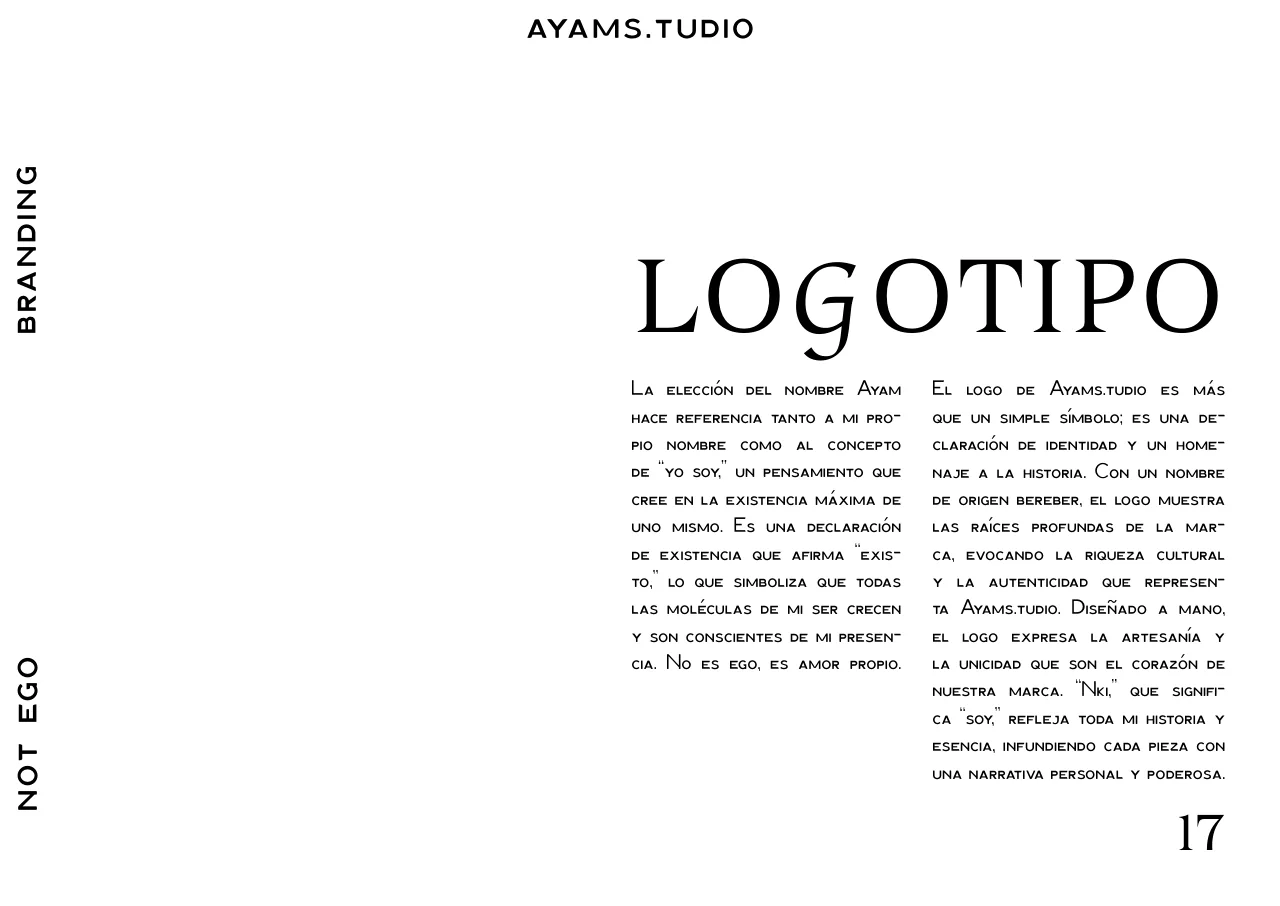 AYAMS.TUDIO
BRANDING
NOT EGO
LOGOTIPO
La elección del nombre Ayam
hace referencia tanto a mi pro-
pio nombre como al concepto
de “yo soy,” un pensamiento que
cree en la existencia máxima de
uno mismo. Es una declaración
de existencia que afirma “exis-
to,” lo que simboliza que todas
las moléculas de mi ser crecen
y son conscientes de mi presen-
cia. No es ego, es amor propio.
El logo de Ayams.tudio es más
que un simple símbolo; es una de-
claración de identidad y un home-
naje a la historia. Con un nombre
de origen bereber, el logo muestra
las raíces profundas de la mar-
ca, evocando la riqueza cultural
y la autenticidad que represen-
ta Ayams.tudio. Diseñado a mano,
el logo expresa la artesanía y
la unicidad que son el corazón de
nuestra marca. “Nki,” que signifi-
ca “soy,” refleja toda mi historia y
esencia, infundiendo cada pieza con
una narrativa personal y poderosa.
17